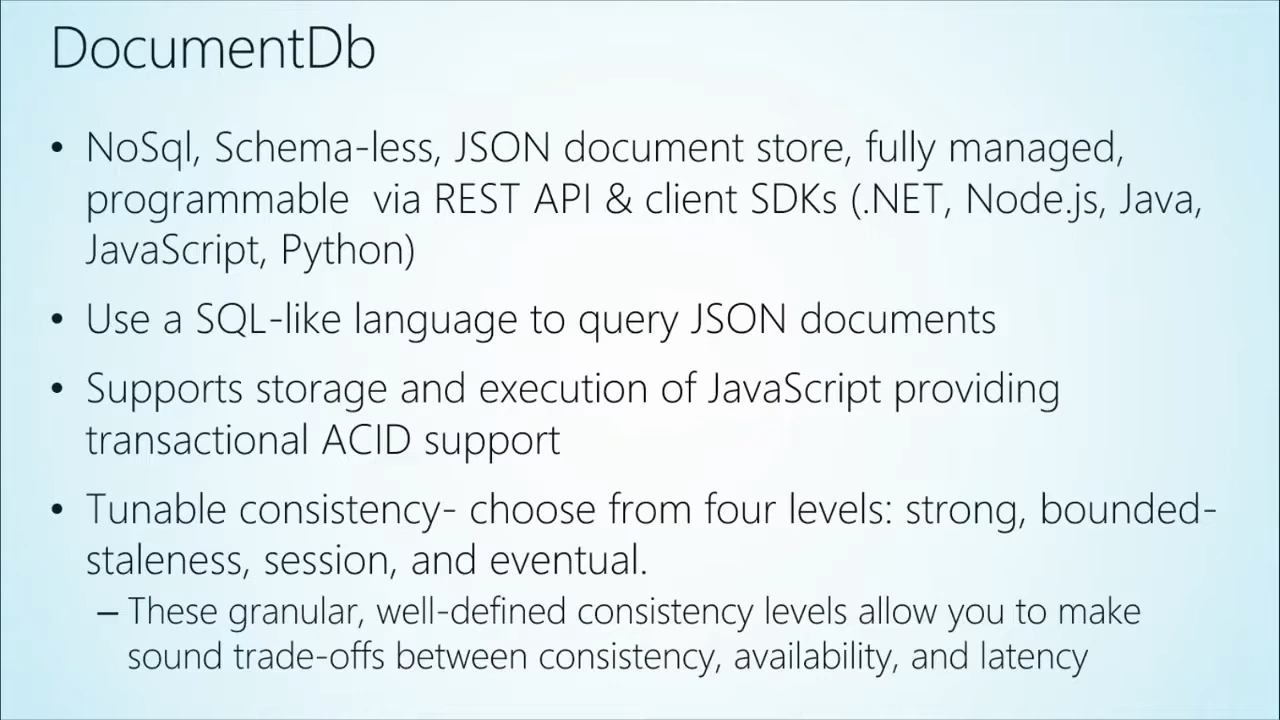 DocumentDb
• NoSql, Schema-less, JSON document store, fully managed,
programmable via REST API & client SDKs (.NET, Node.js, Java,
JavaScript, Python)
• Use a SQL-like language to query JSON documents
• Supports storage and execution of JavaScript providing
transactional ACID support
• Tunable consistency- choose from four levels: strong, bounded-
staleness, session, and eventual.
– These granular, well-defined consistency levels allow you to make
sound trade-offs between consistency, availability, and latency